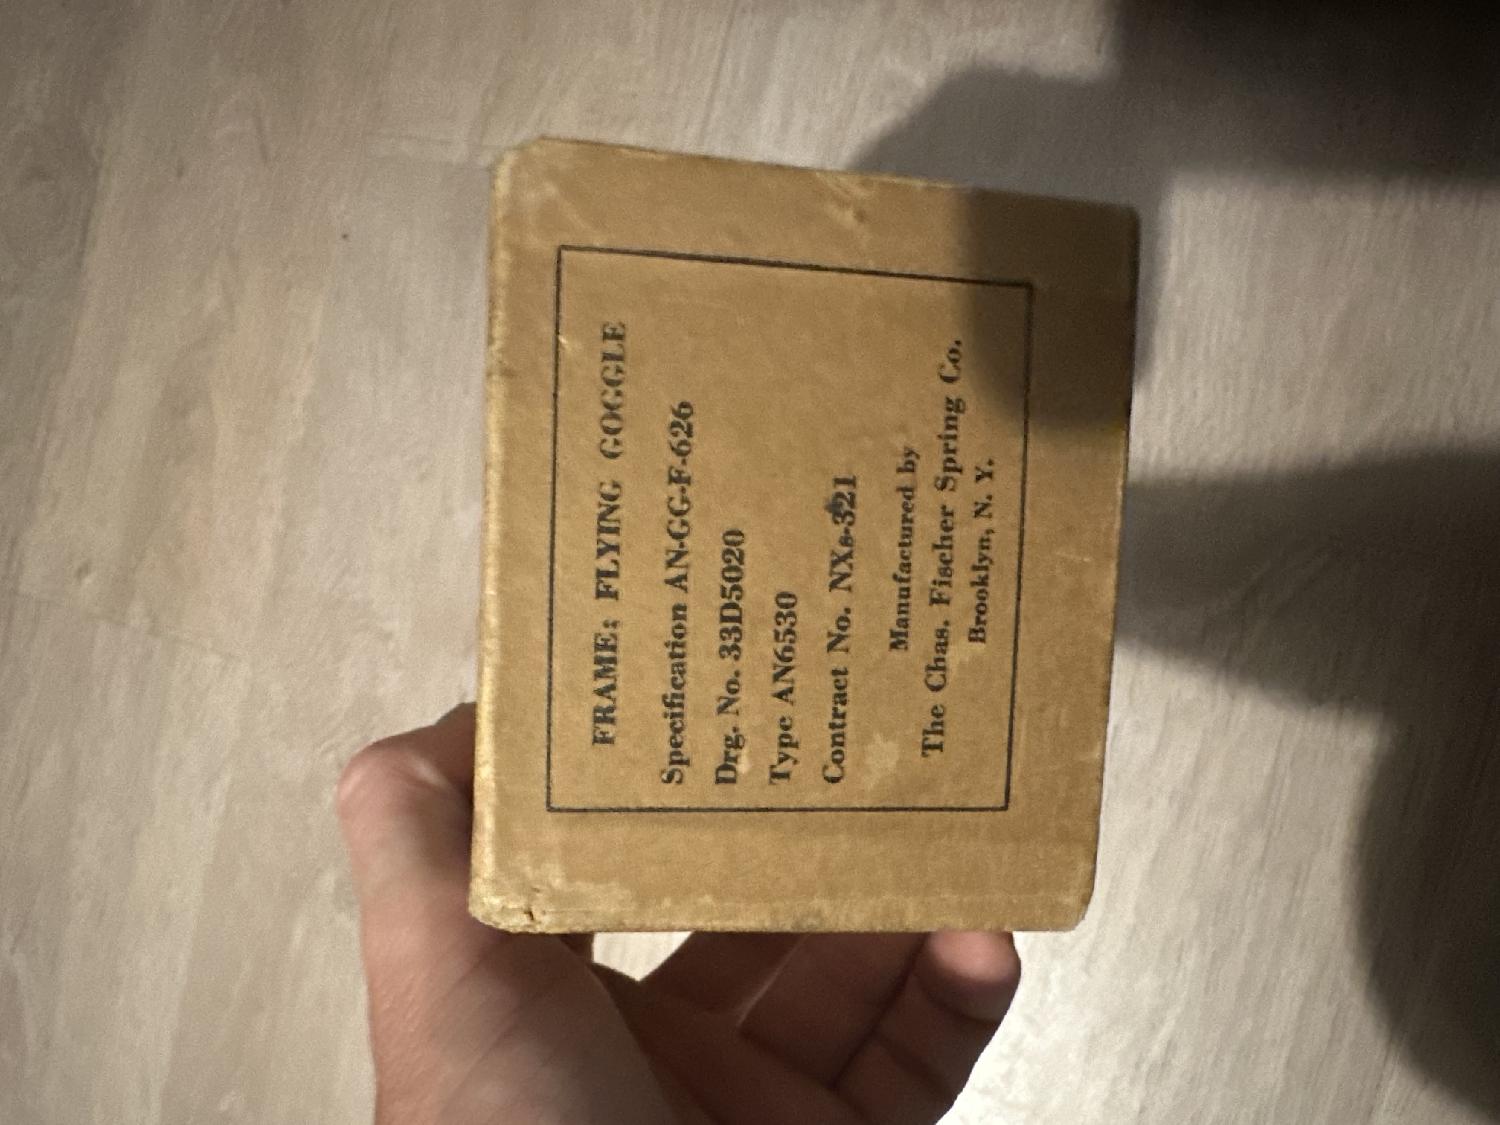 FRAME; FLYING GOGGLE
Specification AN-GG-F-626
Drg. No. 33D5020
Type AN6530
Contract No. NXs-321
Manufactured by
The Chas. Fischer Spring Co.
Brooklyn, N. Y.